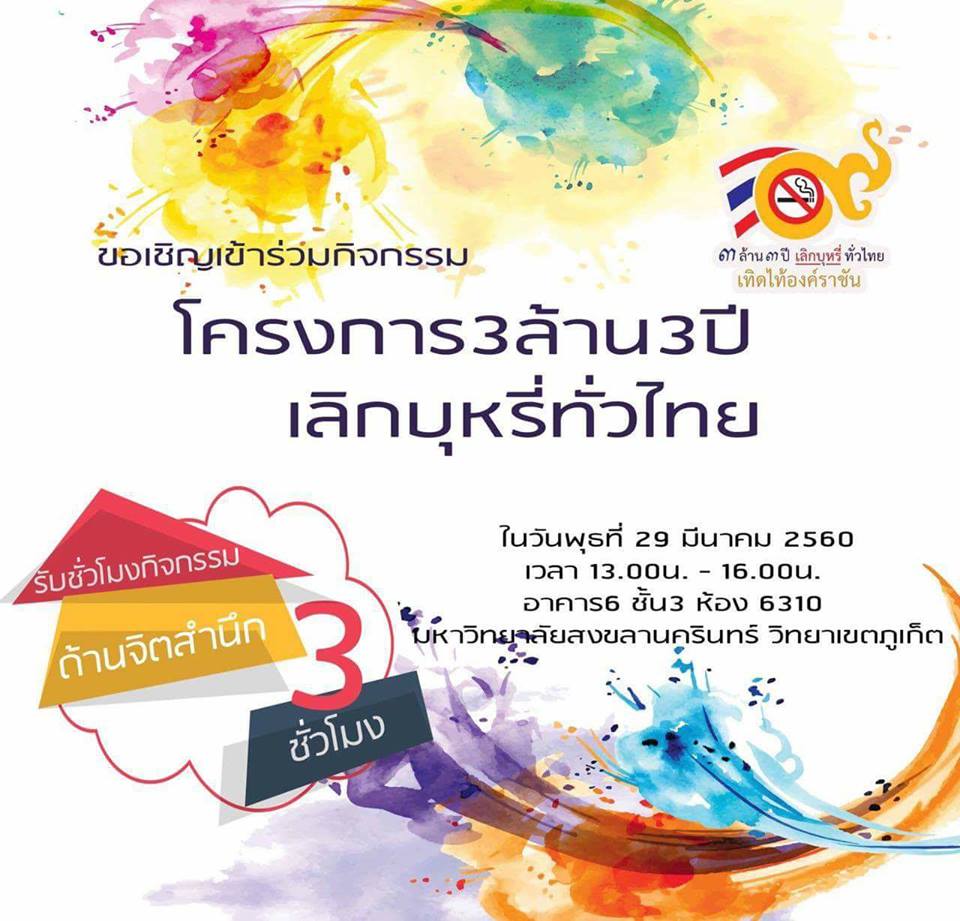 ขอเชิญเข้าร่วมกิจกรรม
๓ ล้าน ๓ ปี เลิกบุหรี่ ทั่วไทย
เทิดไท้องค์ราชัน
โครงการ3ล้าน3ปี
เลิกบุหรี่ทั่วไทย
รับชั่วโมงกิจกรรม
ด้านจิตสำนึก
3
ชั่วโมง
ในวันพุธที่ 29 มีนาคม 2560
เวลา 13.00น. - 16.00น.
อาคาร6 ชั้น3 ห้อง 6310
มหาวิทยาลัยสงขลานครินทร์ วิทยาเขตภูเก็ต